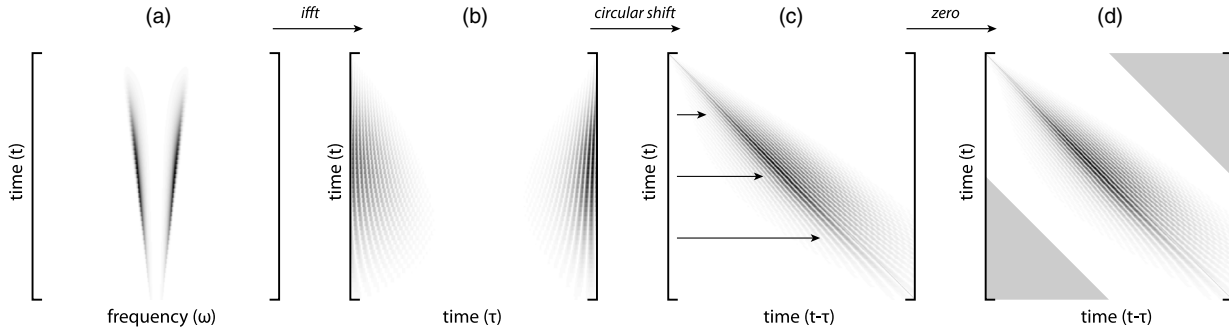 (a)
ifft
(b)
circular shift
(c)
zero
(d)
time (t)
time (t)
time (t)
time (t)
frequency (ω)
time (τ)
time (t-τ)
time (t-τ)